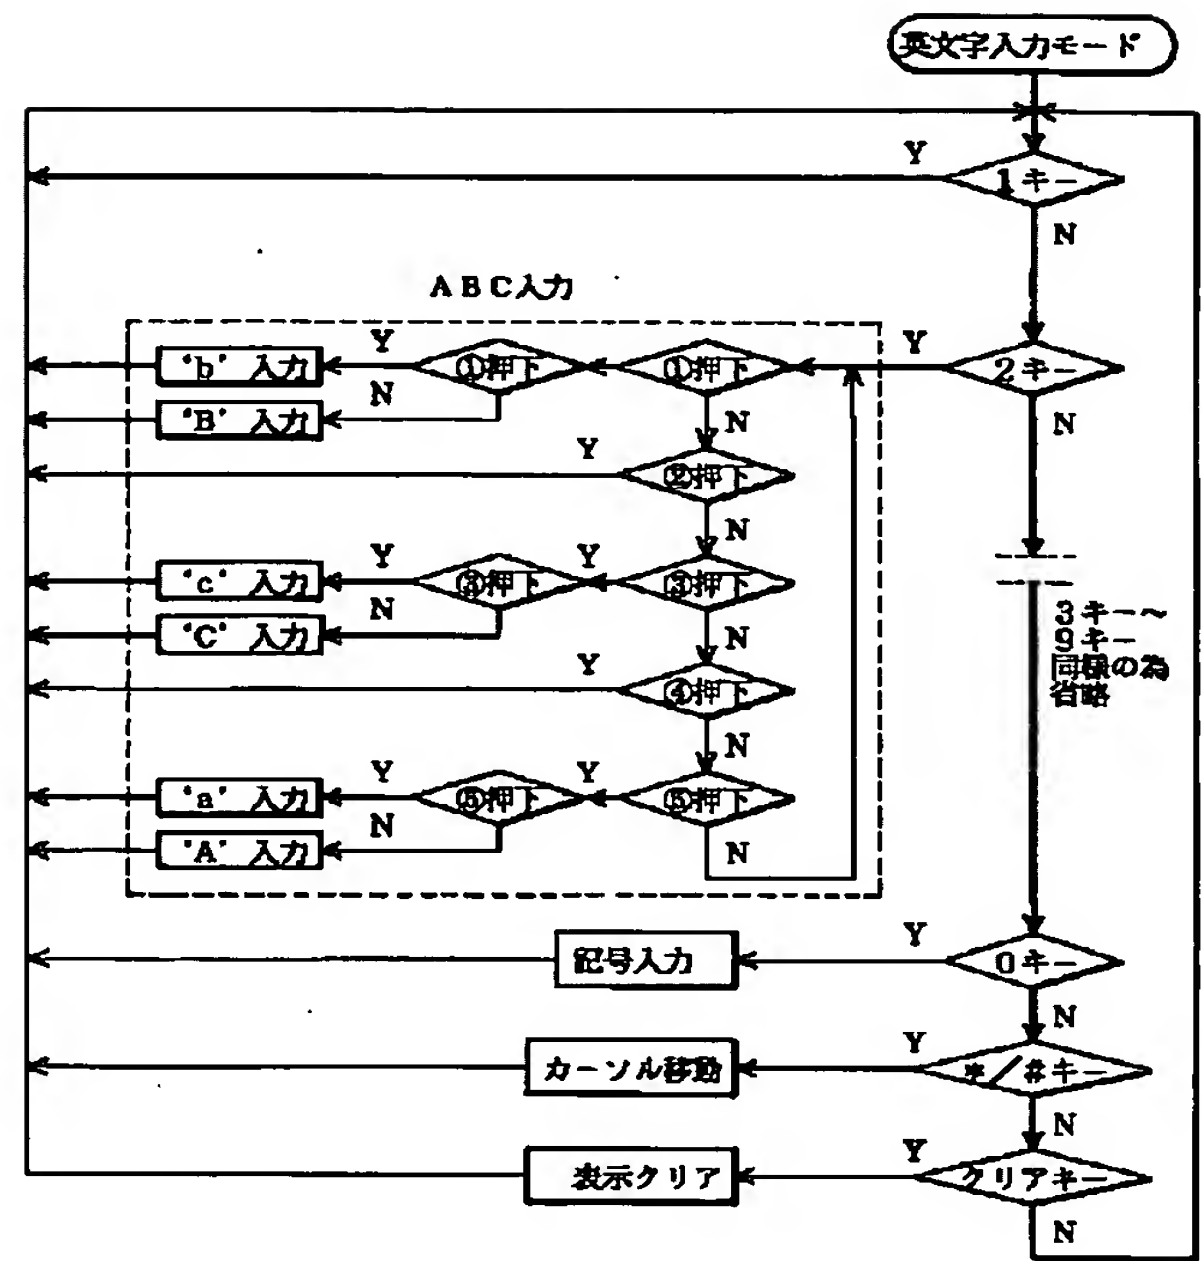 英文字入力モード
Y
1キー
N
ABC入力
Y
2キー
N
①押下
N
Y
①押下
N
'b' 入力
'B' 入力
Y
②押下
N
Y
③押下
N
Y
③押下
N
'c' 入力
'C' 入力
Y
④押下
N
Y
⑤押下
N
Y
⑤押下
N
'a' 入力
'A' 入力
3キー～
9キー
同様の為
省略
Y
0キー
N
記号入力
Y
*/#キー
N
カーソル移動
Y
クリアキー
N
表示クリア